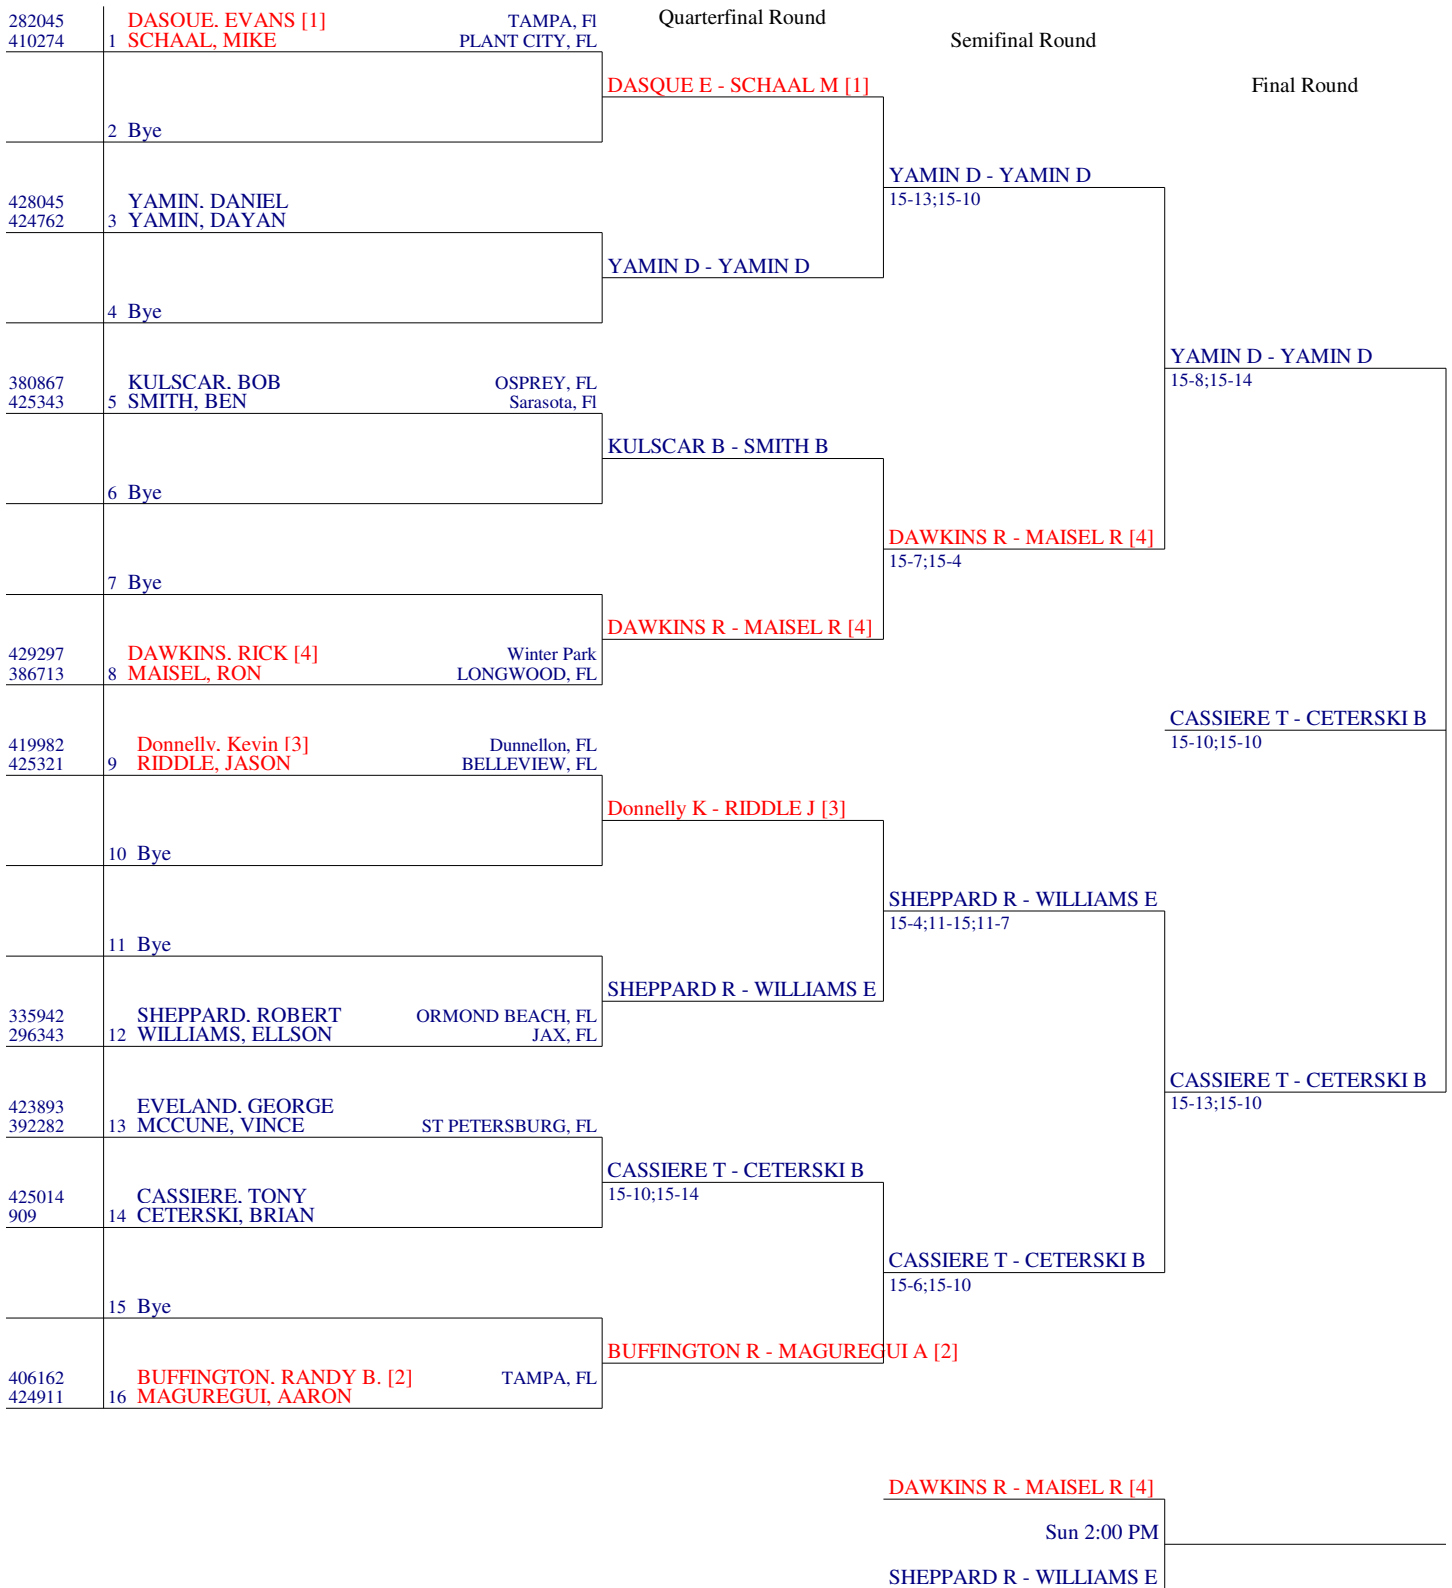 Quarterfinal Round
Semifinal Round
Final Round
282045 DASQUE, EVANS [1] TAMPA, Fl
410274 1 SCHAAL, MIKE PLANT CITY, FL
DASQUE E - SCHAAL M [1]
2 Bye
YAMIN D - YAMIN D
15-13;15-10
428045 YAMIN, DANIEL
424762 3 YAMIN, DAYAN
YAMIN D - YAMIN D
4 Bye
YAMIN D - YAMIN D
15-8;15-14
380867 KULSCAR, BOB OSPREY, FL
425343 5 SMITH, BEN Sarasota, Fl
KULSCAR B - SMITH B
6 Bye
DAWKINS R - MAISEL R [4]
15-7;15-4
7 Bye
DAWKINS R - MAISEL R [4]
429297 DAWKINS, RICK [4] Winter Park
386713 8 MAISEL, RON LONGWOOD, FL
CASSIERE T - CETERSKI B
15-10;15-10
419982 Donnelly, Kevin [3] Dunnellon, FL
425321 9 RIDDLE, JASON BELLEVIEW, FL
Donnelly K - RIDDLE J [3]
10 Bye
SHEPPARD R - WILLIAMS E
15-4;11-15;11-7
11 Bye
SHEPPARD R - WILLIAMS E
335942 SHEPPARD, ROBERT ORMOND BEACH, FL
296343 12 WILLIAMS, ELLSON JAX, FL
CASSIERE T - CETERSKI B
15-13;15-10
423893 EVELAND, GEORGE
392282 13 MCCUNE, VINCE ST PETERSBURG, FL
CASSIERE T - CETERSKI B
15-10;15-14
425014 CASSIERE, TONY
909 14 CETERSKI, BRIAN
CASSIERE T - CETERSKI B
15-6;15-10
15 Bye
BUFFINGTON R - MAGUREGUI A [2]
406162 BUFFINGTON, RANDY B. [2] TAMPA, FL
424911 16 MAGUREGUI, AARON
DAWKINS R - MAISEL R [4]
Sun 2:00 PM
SHEPPARD R - WILLIAMS E